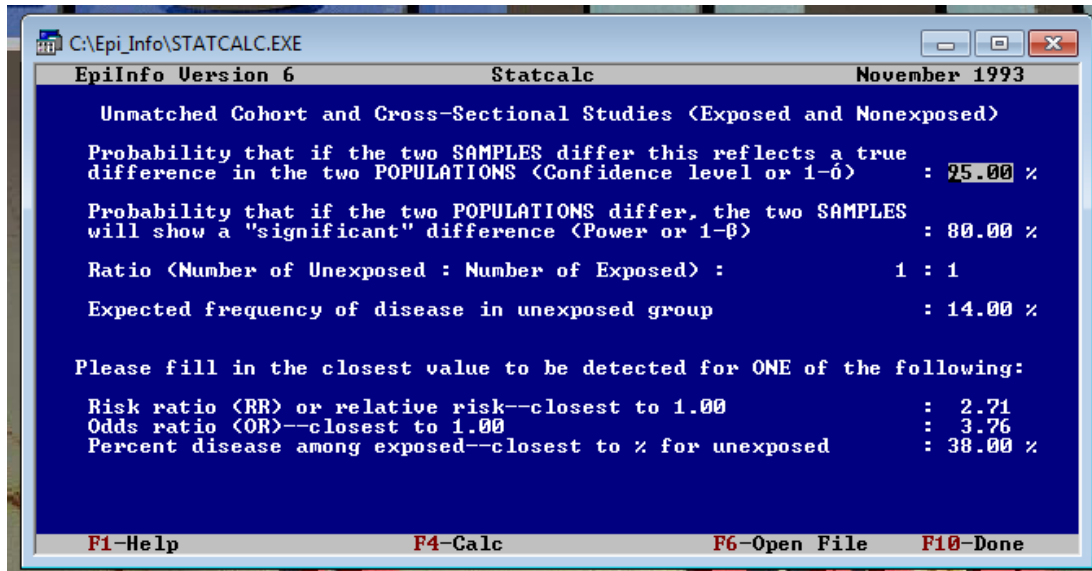 C:\Epi_Info\STATCALC.EXE
EpiInfo Version 6 Statcalc November 1993
Unmatched Cohort and Cross-Sectional Studies (Exposed and Nonexposed)
Probability that if the two SAMPLES differ this reflects a true
difference in the two POPULATIONS (Confidence level or 1-ó) : 95.00 %
Probability that if the two POPULATIONS differ, the two SAMPLES
will show a "significant" difference (Power or 1-β) : 80.00 %
Ratio (Number of Unexposed : Number of Exposed) : 1 : 1
Expected frequency of disease in unexposed group : 14.00 %
Please fill in the closest value to be detected for ONE of the following:
Risk ratio (RR) or relative risk--closest to 1.00 : 2.71
Odds ratio (OR)--closest to 1.00 : 3.76
Percent disease among exposed--closest to % for unexposed : 38.00 %
F1-Help F4-Calc F6-Open File F10-Done